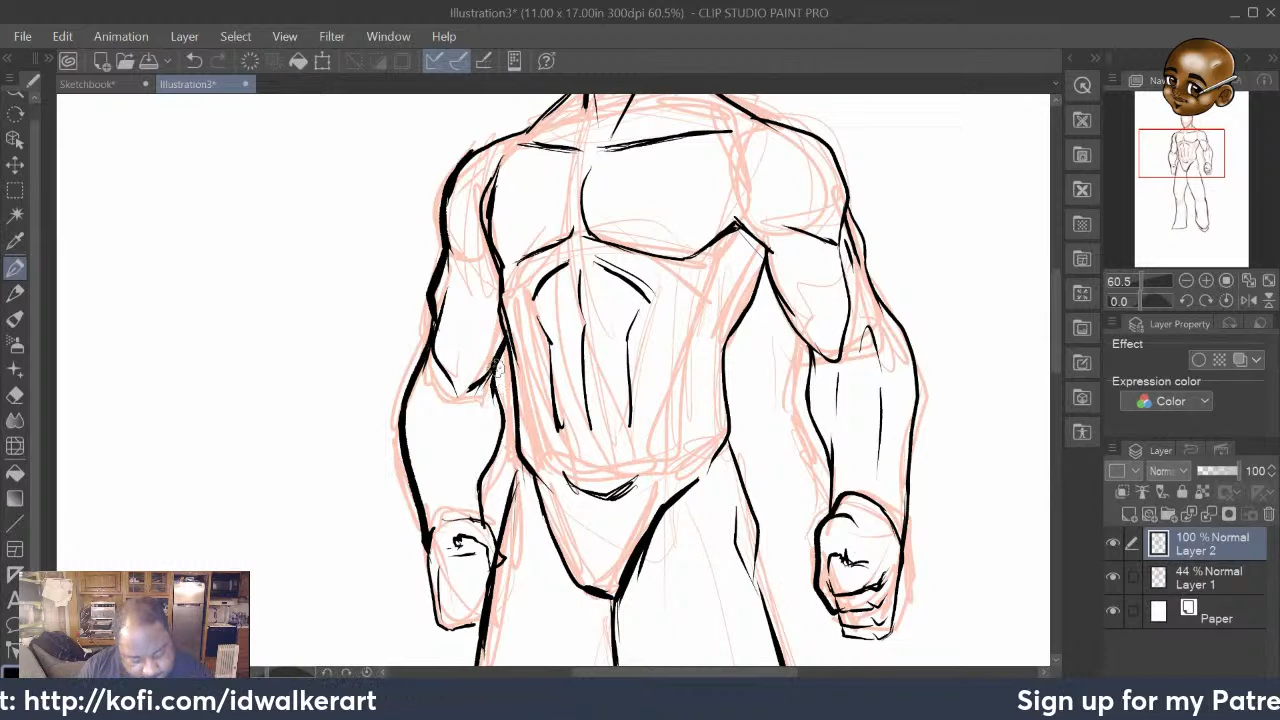 Illustration3* (11.00 x 17.00in 300dpi 60.5%) - CLIP STUDIO PAINT PRO
File Edit Animation Layer Select View Filter Window Help
Sketchbook* Illustration3*
60.5
0.0
Layer Property
Effect
Expression color
Color
Layer
100
100 % Normal
Layer 2
44 % Normal
Layer 1
Paper
t: http://kofi.com/idwalkerart
Sign up for my Patre